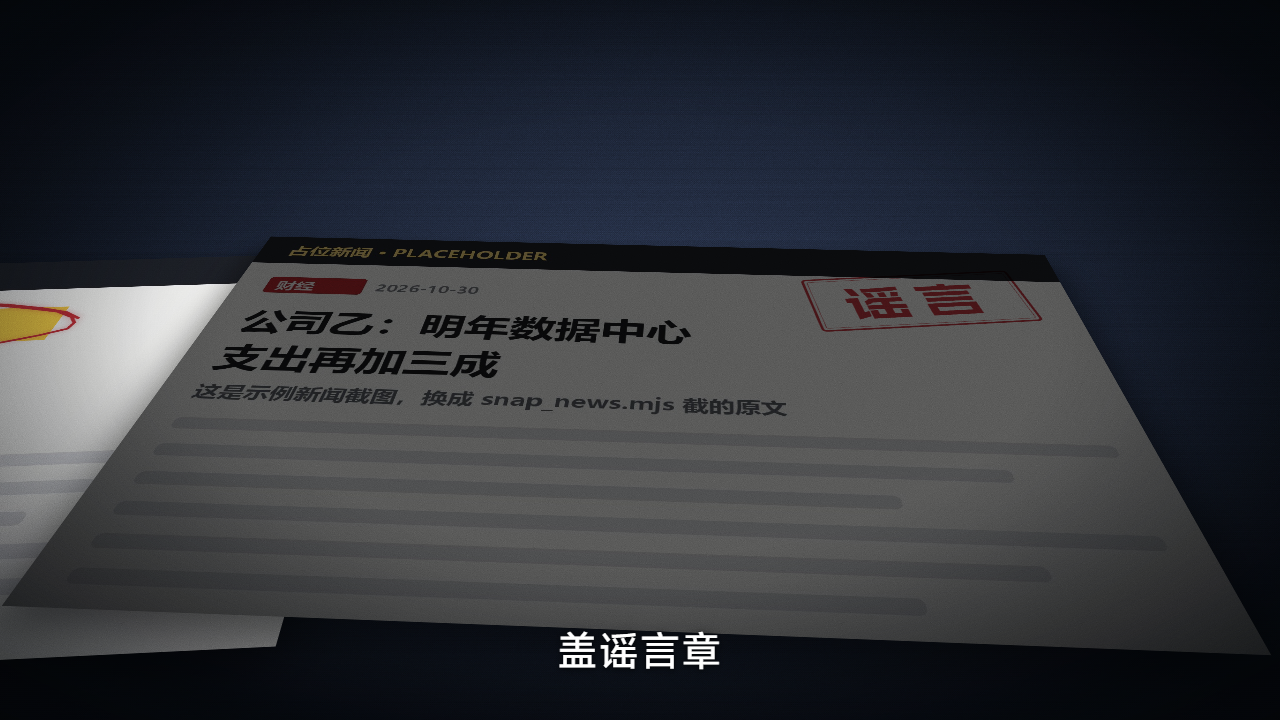 占位新闻 - PLACEHOLDER
财经 2026-10-30
谣言
公司乙：明年数据中心
支出再加三成
这是示例新闻截图，换成 snap_news.mjs 截的原文
盖谣言章